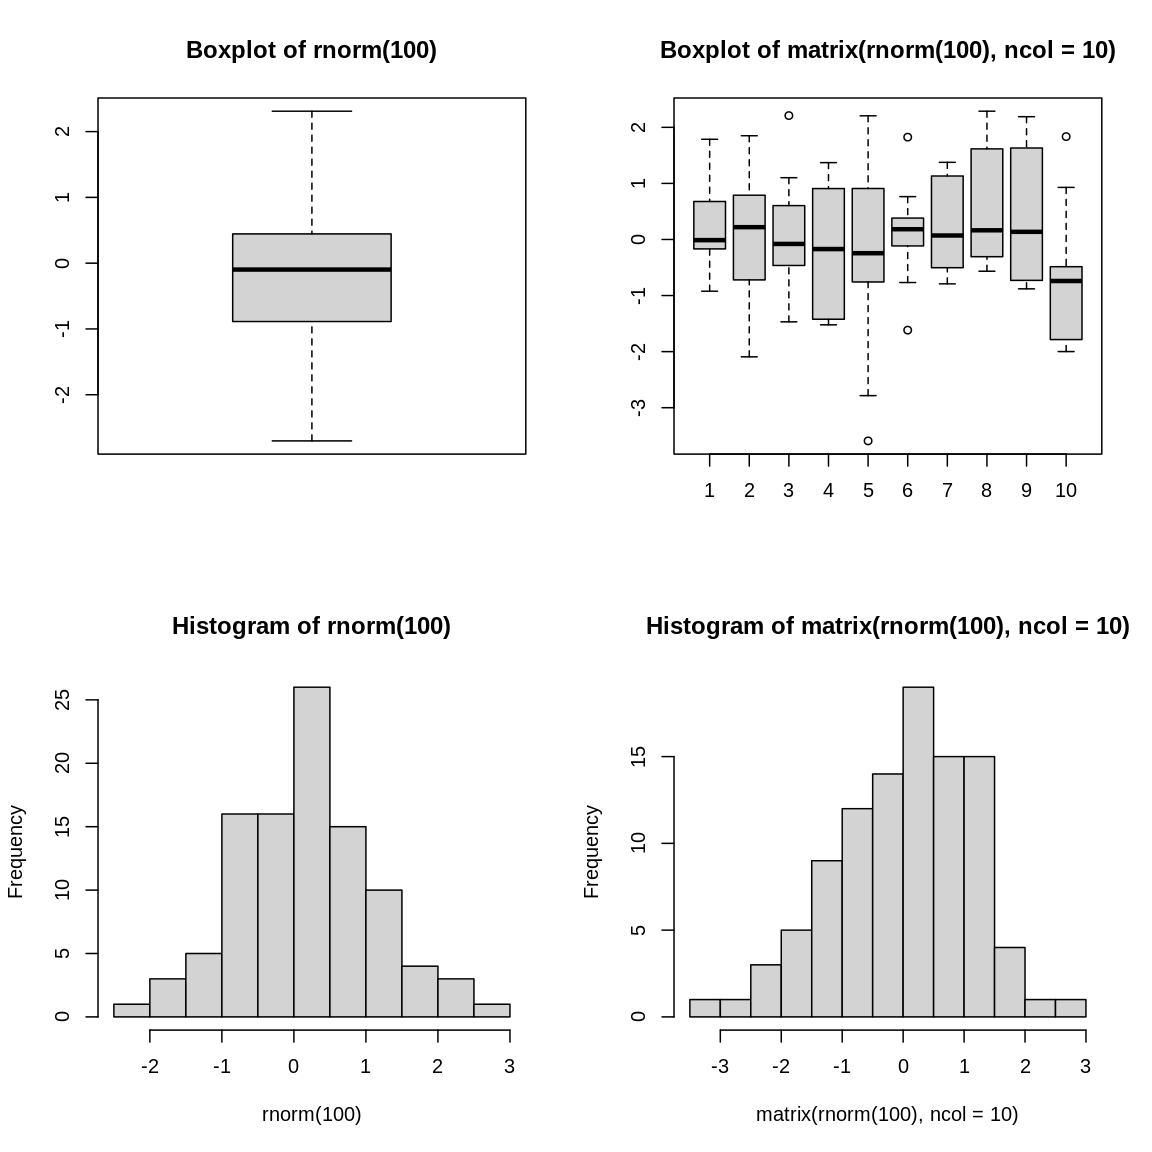 Boxplot of rnorm(100)
2
1
0
-1
-2
Boxplot of matrix(rnorm(100), ncol = 10)
2
1
0
-1
-2
-3
1 2 3 4 5 6 7 8 9 10
Histogram of rnorm(100)
Frequency
25
20
15
10
5
0
-2 -1 0 1 2 3
rnorm(100)
Histogram of matrix(rnorm(100), ncol = 10)
Frequency
15
10
5
0
-3 -2 -1 0 1 2 3
matrix(rnorm(100), ncol = 10)